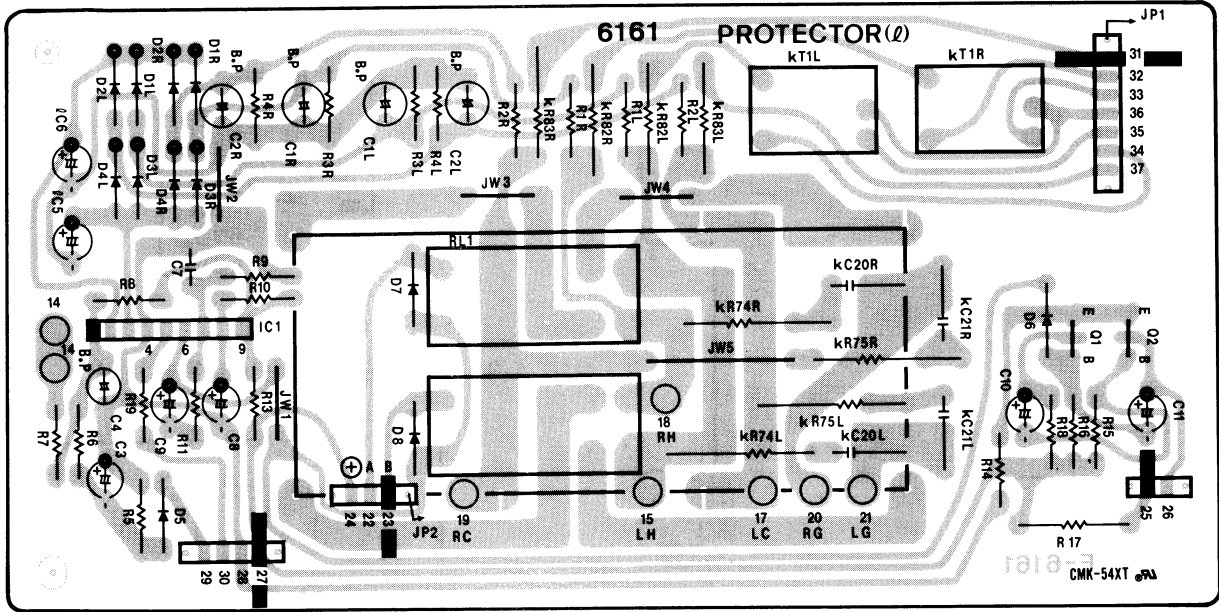 6161 PROTECTOR(ℓ)
JP1
kT1L
kT1R
31
32
33
36
35
34
37
D2R
D1R
D2L
D1L
B.P
B.P
B.P
B.P
R4R
C2R
C1R
R3R
C1L
R3L
R4L
C2L
R2R
kR83R
R1R
kR82R
R1L
kR82L
R2L
kR83L
ℓC6
ℓC5
D4L
D3L
D4R
D3R
JW2
JW3
JW4
RL1
C7
R9
R10
R8
D7
kC20R
kR74R
kC21R
kR75R
JW5
14
14
IC1
4
6
9
B.P
D6
E
Q1
B
E
Q2
B
C10
C11
R7
R6
C4
C3
R19
C9
R11
C8
R13
JW1
D8
18
RH
kR75L
kR74L
kC20L
kC21L
R18
R16
R15
R14
R5
D5
+ A B
24
22
23
JP2
19
RC
15
LH
17
LC
20
RG
21
LG
25
26
R17
29
30
28
27
E-6161
CMK-54XT